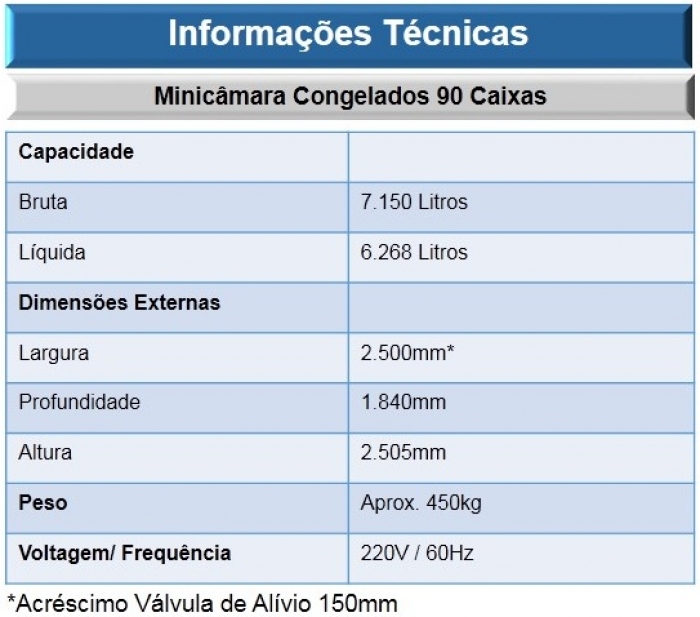 Informações Técnicas
Minicâmara Congelados 90 Caixas
Capacidade
Bruta 7.150 Litros
Líquida 6.268 Litros
Dimensões Externas
Largura 2.500mm*
Profundidade 1.840mm
Altura 2.505mm
Peso Aprox. 450kg
Voltagem/ Frequência 220V / 60Hz
*Acréscimo Válvula de Alívio 150mm